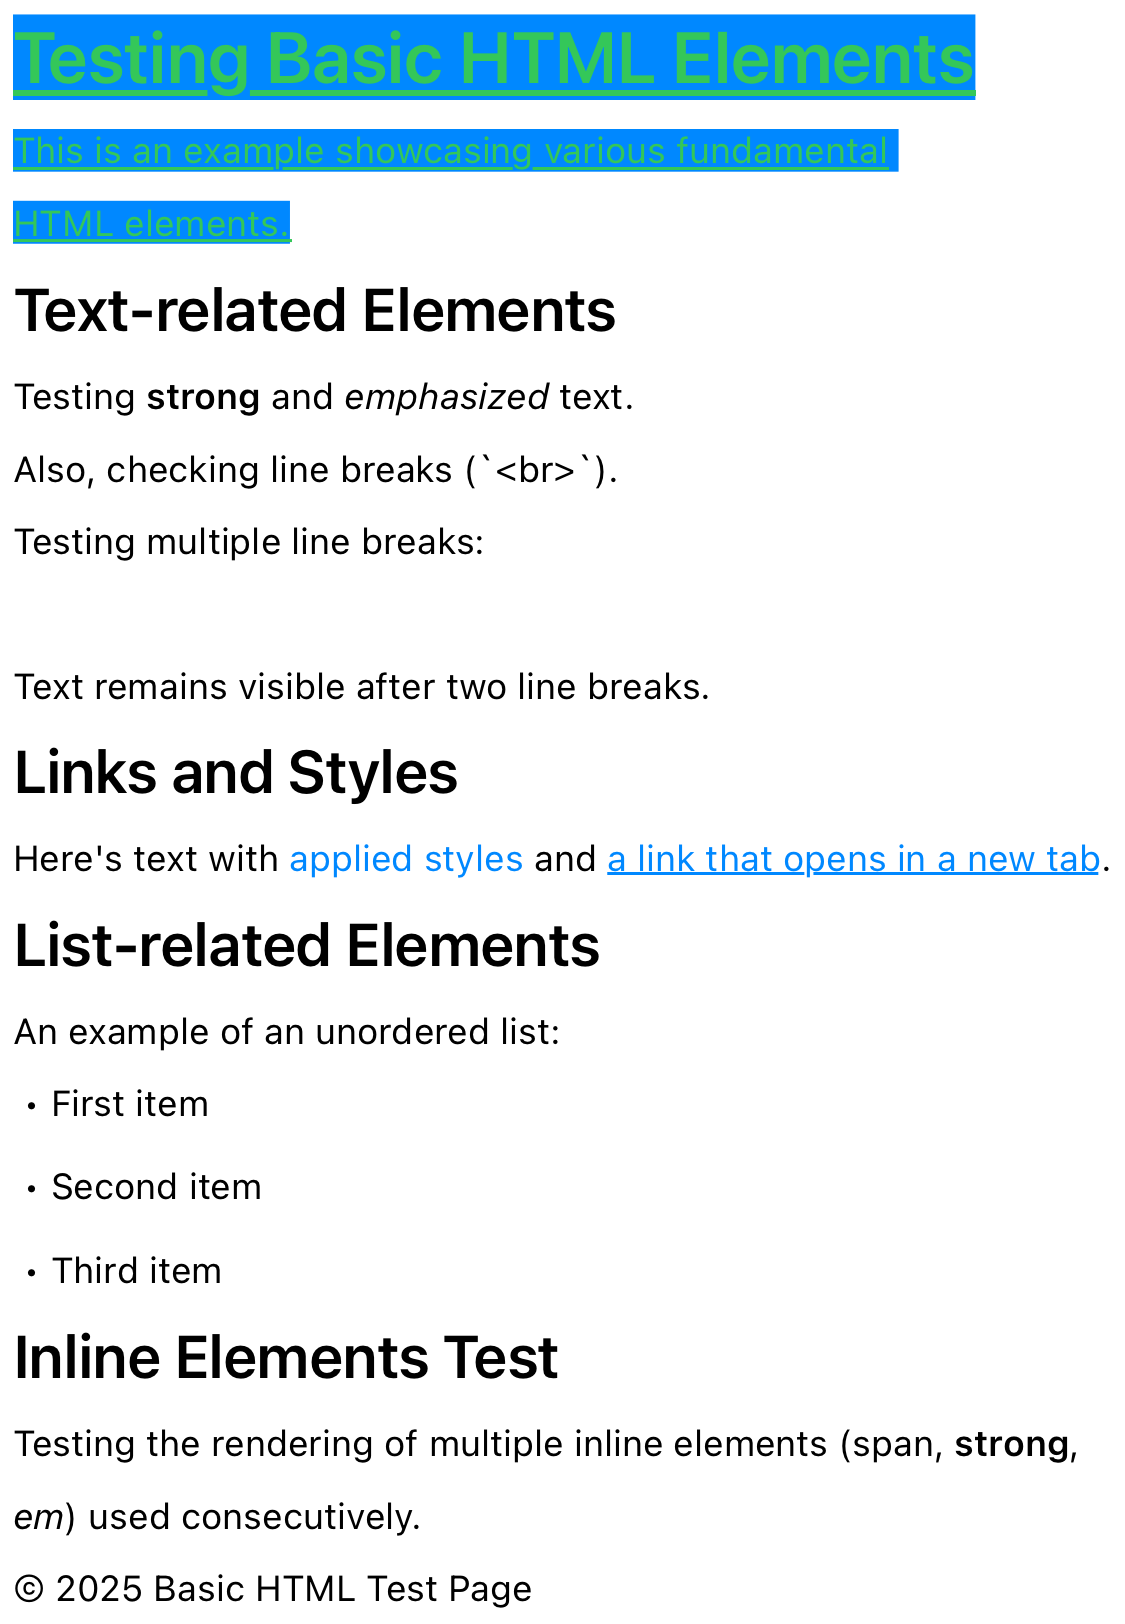 Testing Basic HTML Elements
This is an example showcasing various fundamental
HTML elements.
Text-related Elements
Testing strong and emphasized text.
Also, checking line breaks (`<br>`).
Testing multiple line breaks:
Text remains visible after two line breaks.
Links and Styles
Here's text with applied styles and a link that opens in a new tab.
List-related Elements
An example of an unordered list:
• First item
• Second item
• Third item
Inline Elements Test
Testing the rendering of multiple inline elements (span, strong,
em) used consecutively.
© 2025 Basic HTML Test Page